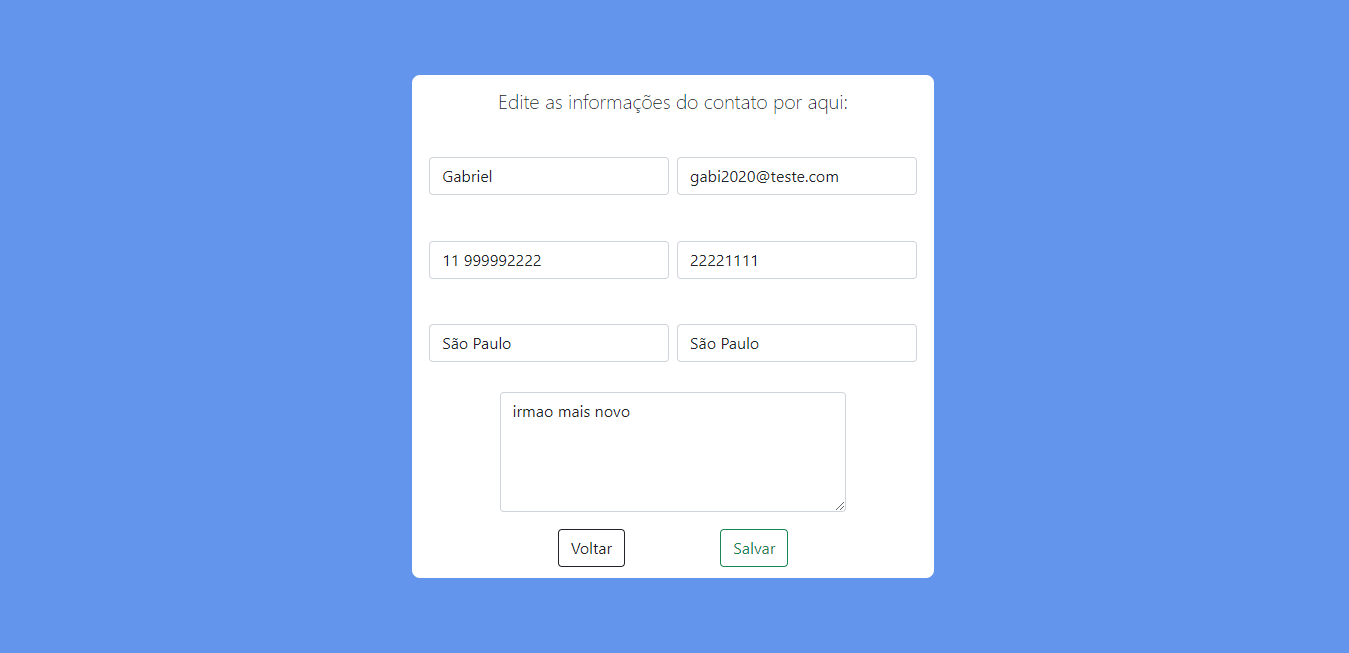 Edite as informações do contato por aqui:
Gabriel
gabi2020@teste.com
11 999992222
22221111
São Paulo
São Paulo
irmao mais novo
Voltar
Salvar